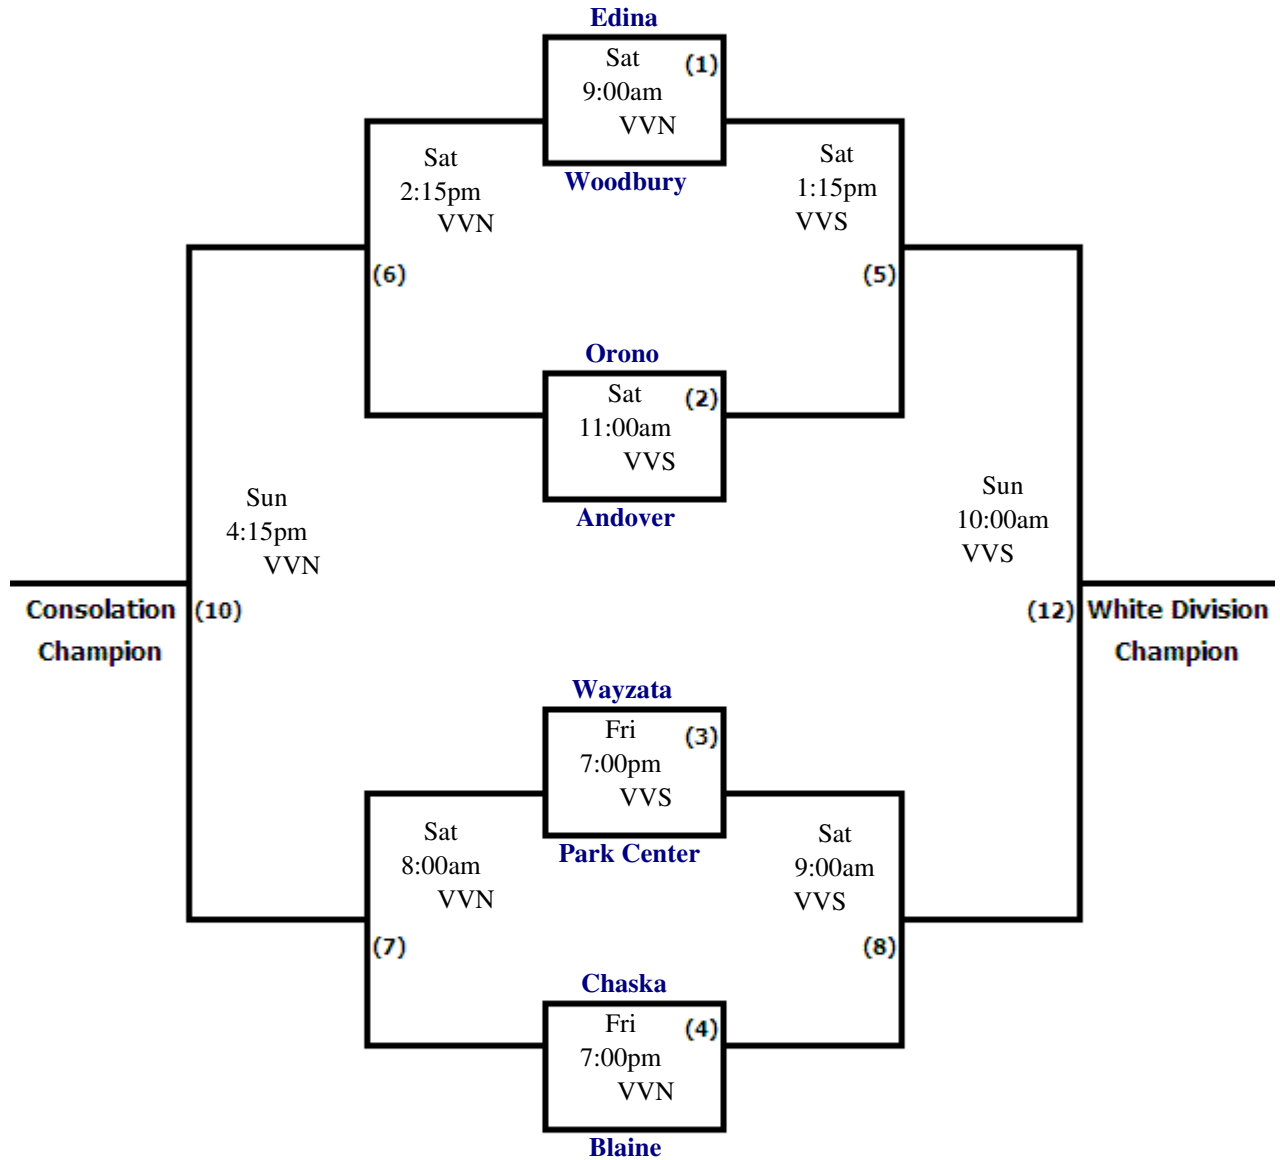 Edina
Sat
(1)
9:00am
VVN
Woodbury
Sat
2:15pm
VVN
(6)
Sat
1:15pm
VVS
(5)
Orono
Sat
(2)
11:00am
VVS
Andover
Sun
4:15pm
VVN
Consolation
Champion
(10)
Sun
10:00am
VVS
(12)
White Division
Champion
Wayzata
Fri
(3)
7:00pm
VVS
Park Center
Sat
8:00am
VVN
(7)
Sat
9:00am
VVS
(8)
Chaska
Fri
(4)
7:00pm
VVN
Blaine